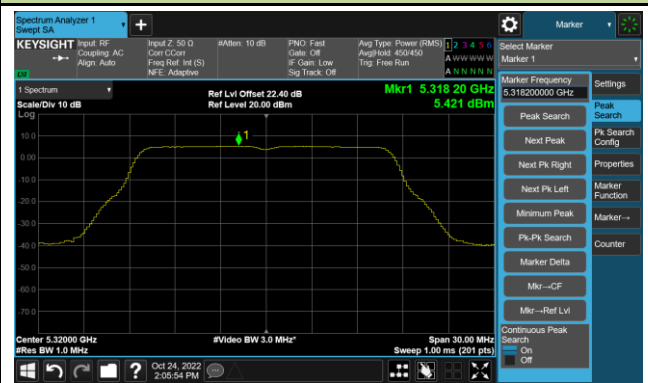 Spectrum Analyzer 1
Swept SA
+
Marker
KEYSIGHT
Input: RF
Coupling: AC
Align: Auto
Input Z: 50 Ω
Corr CCorr
Freq Ref: Int (S)
NFE: Adaptive
#Atten: 10 dB
PNO: Fast
Gate: Off
IF Gain: Low
Sig Track: Off
Avg Type: Power (RMS)
Avg|Hold: 450/450
Trig: Free Run
1 2 3 4 5 6
A W W W W W
A N N N N N
Select Marker
Marker 1
1 Spectrum
Scale/Div 10 dB
Log
Ref Lvl Offset 22.40 dB
Ref Level 20.00 dBm
Mkr1 5.318 20 GHz
5.421 dBm
1
10.0
0.00
-10.0
-20.0
-30.0
-40.0
-50.0
-60.0
-70.0
Center 5.32000 GHz
#Res BW 1.0 MHz
#Video BW 3.0 MHz*
Span 30.00 MHz
Sweep 1.00 ms (201 pts)
Marker Frequency
5.318200000 GHz
Peak Search
Next Peak
Next Pk Right
Next Pk Left
Minimum Peak
Pk-Pk Search
Marker Delta
Mkr→CF
Mkr→Ref Lvl
Continuous Peak
Search
On
Off
Settings
Peak
Search
Pk Search
Config
Properties
Marker
Function
Marker→
Counter
?
Oct 24, 2022
2:05:54 PM